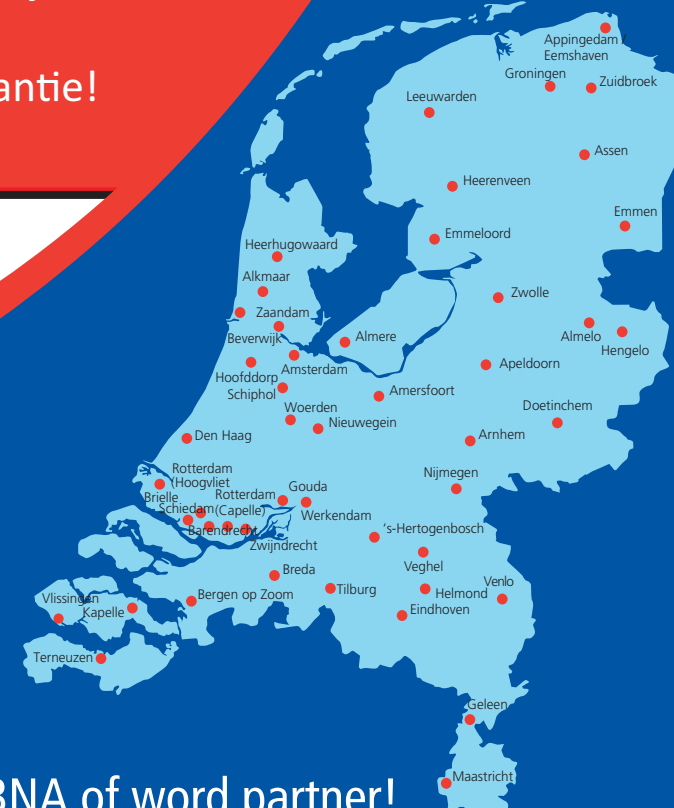 antie!
Appingedam /
Eemshaven
Groningen
Zuidbroek
Leeuwarden
Assen
Heerenveen
Emmen
Emmeloord
Heerhugowaard
Alkmaar
Zwolle
Zaandam
Beverwijk
Almere
Almelo
Hengelo
Amsterdam
Apeldoorn
Hoofddorp
Schiphol
Amersfoort
Woerden
Doetinchem
Nieuwegein
Den Haag
Arnhem
Rotterdam
(Hoogvliet
Nijmegen
Brielle
Rotterdam
(Capelle)
Gouda
Schiedam
Werkendam
Barendrecht
's-Hertogenbosch
Zwijndrecht
Veghel
Breda
Venlo
Tilburg
Helmond
Bergen op Zoom
Vlissingen
Kapelle
Eindhoven
Terneuzen
Geleen
Maastricht
BNA of word partner!